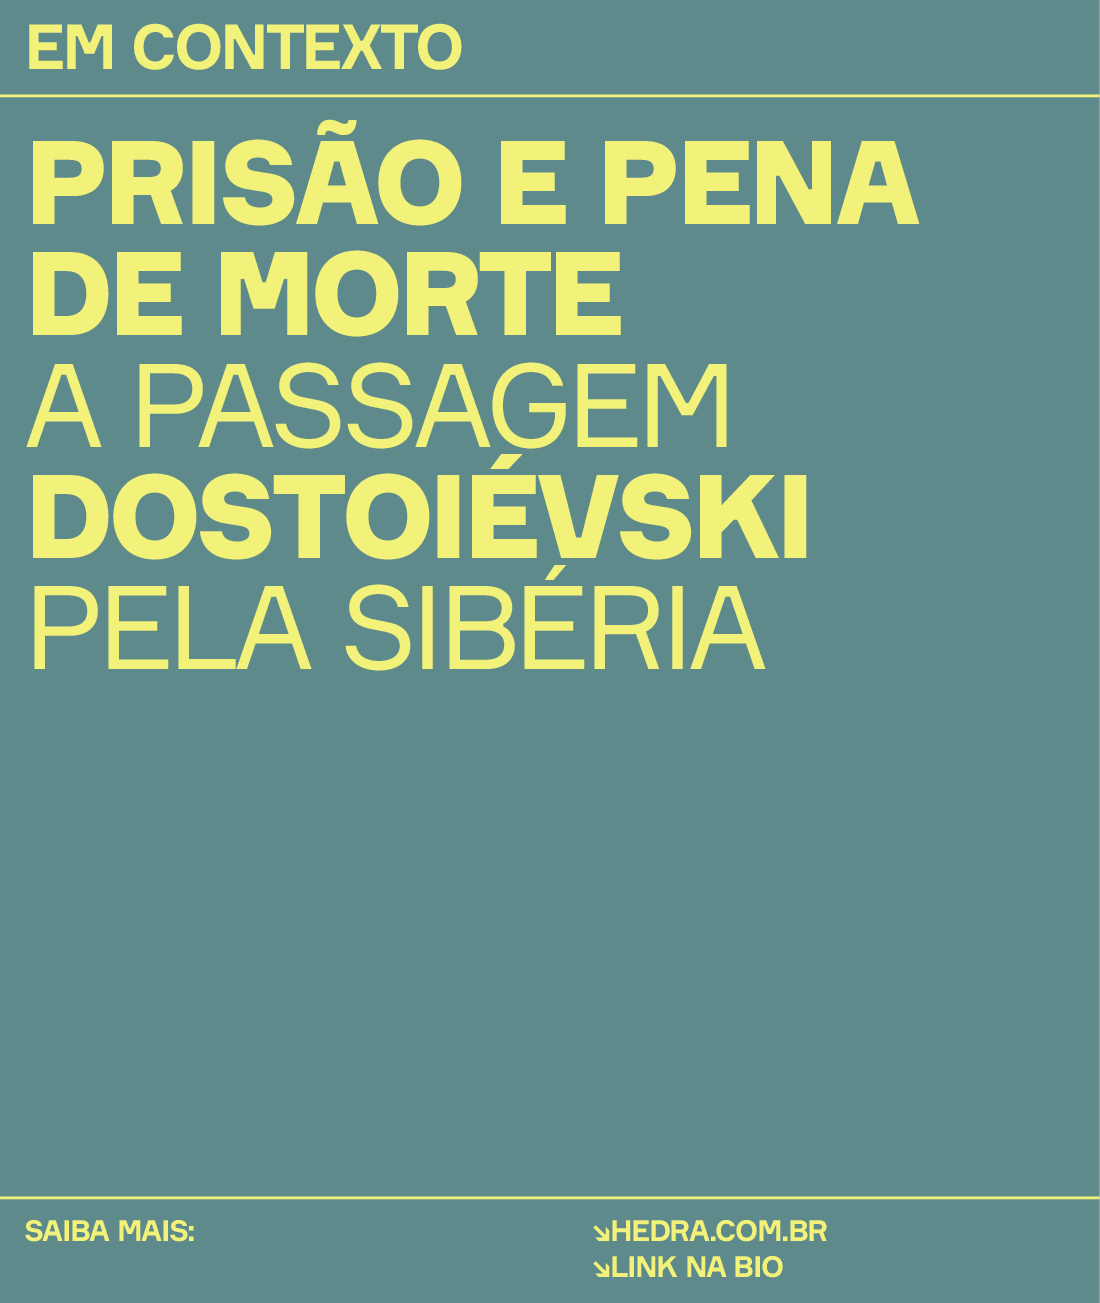 EM CONTEXTO
PRISÃO E PENA
DE MORTE
A PASSAGEM
DOSTOIÉVSKI
PELA SIBÉRIA
SAIBA MAIS:
↘HEDRA.COM.BR
↘LINK NA BIO